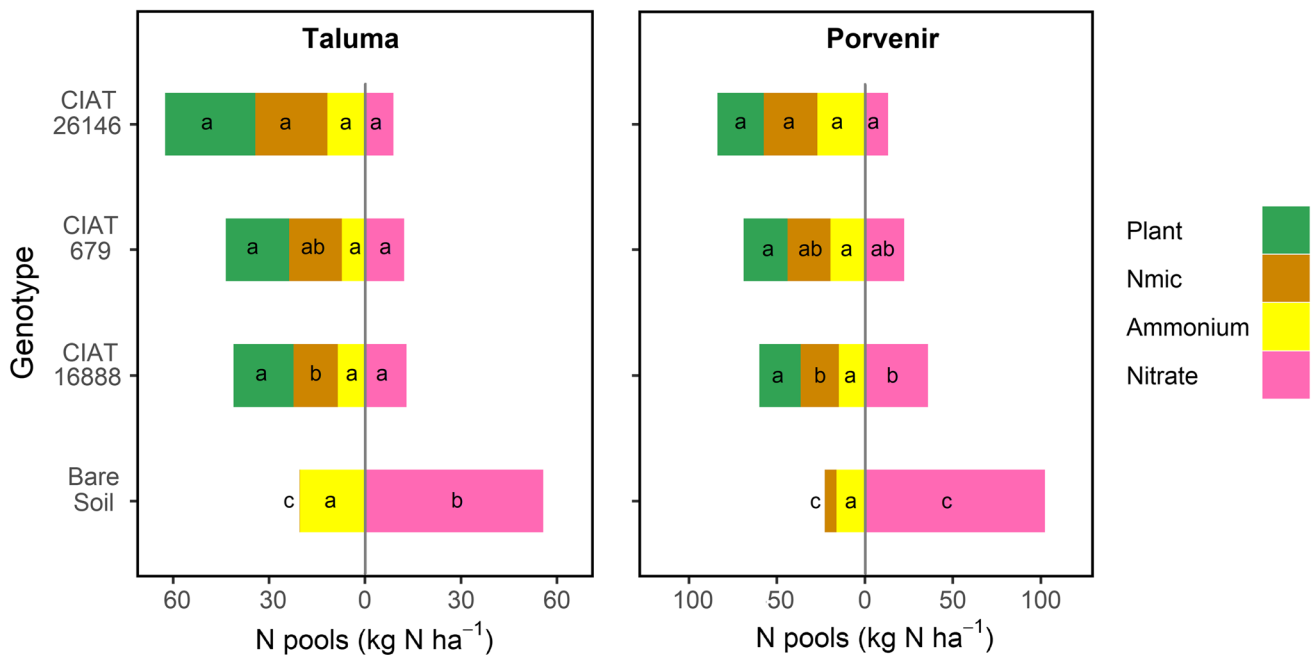 Taluma
Porvenir
Genotype
CIAT
26146
a a a a
a a a a
CIAT
679
a ab a a
a ab a ab
CIAT
16888
a b a a
a b a b
Bare
Soil
c a b
c a c
60 30 0 30 60
100 50 0 50 100
N pools (kg N ha⁻¹)
N pools (kg N ha⁻¹)
Plant
Nmic
Ammonium
Nitrate